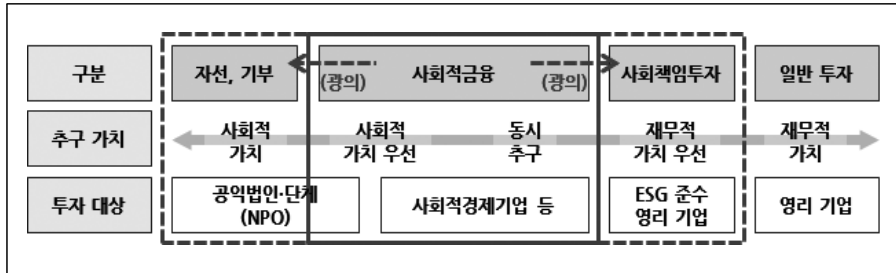 구분
자선, 기부
(광의)
사회적금융
(광의)
사회책임투자
일반 투자
추구 가치
사회적
가치
사회적
가치 우선
동시
추구
재무적
가치 우선
재무적
가치
투자 대상
공익법인·단체
(NPO)
사회적경제기업 등
ESG 준수
영리 기업
영리 기업